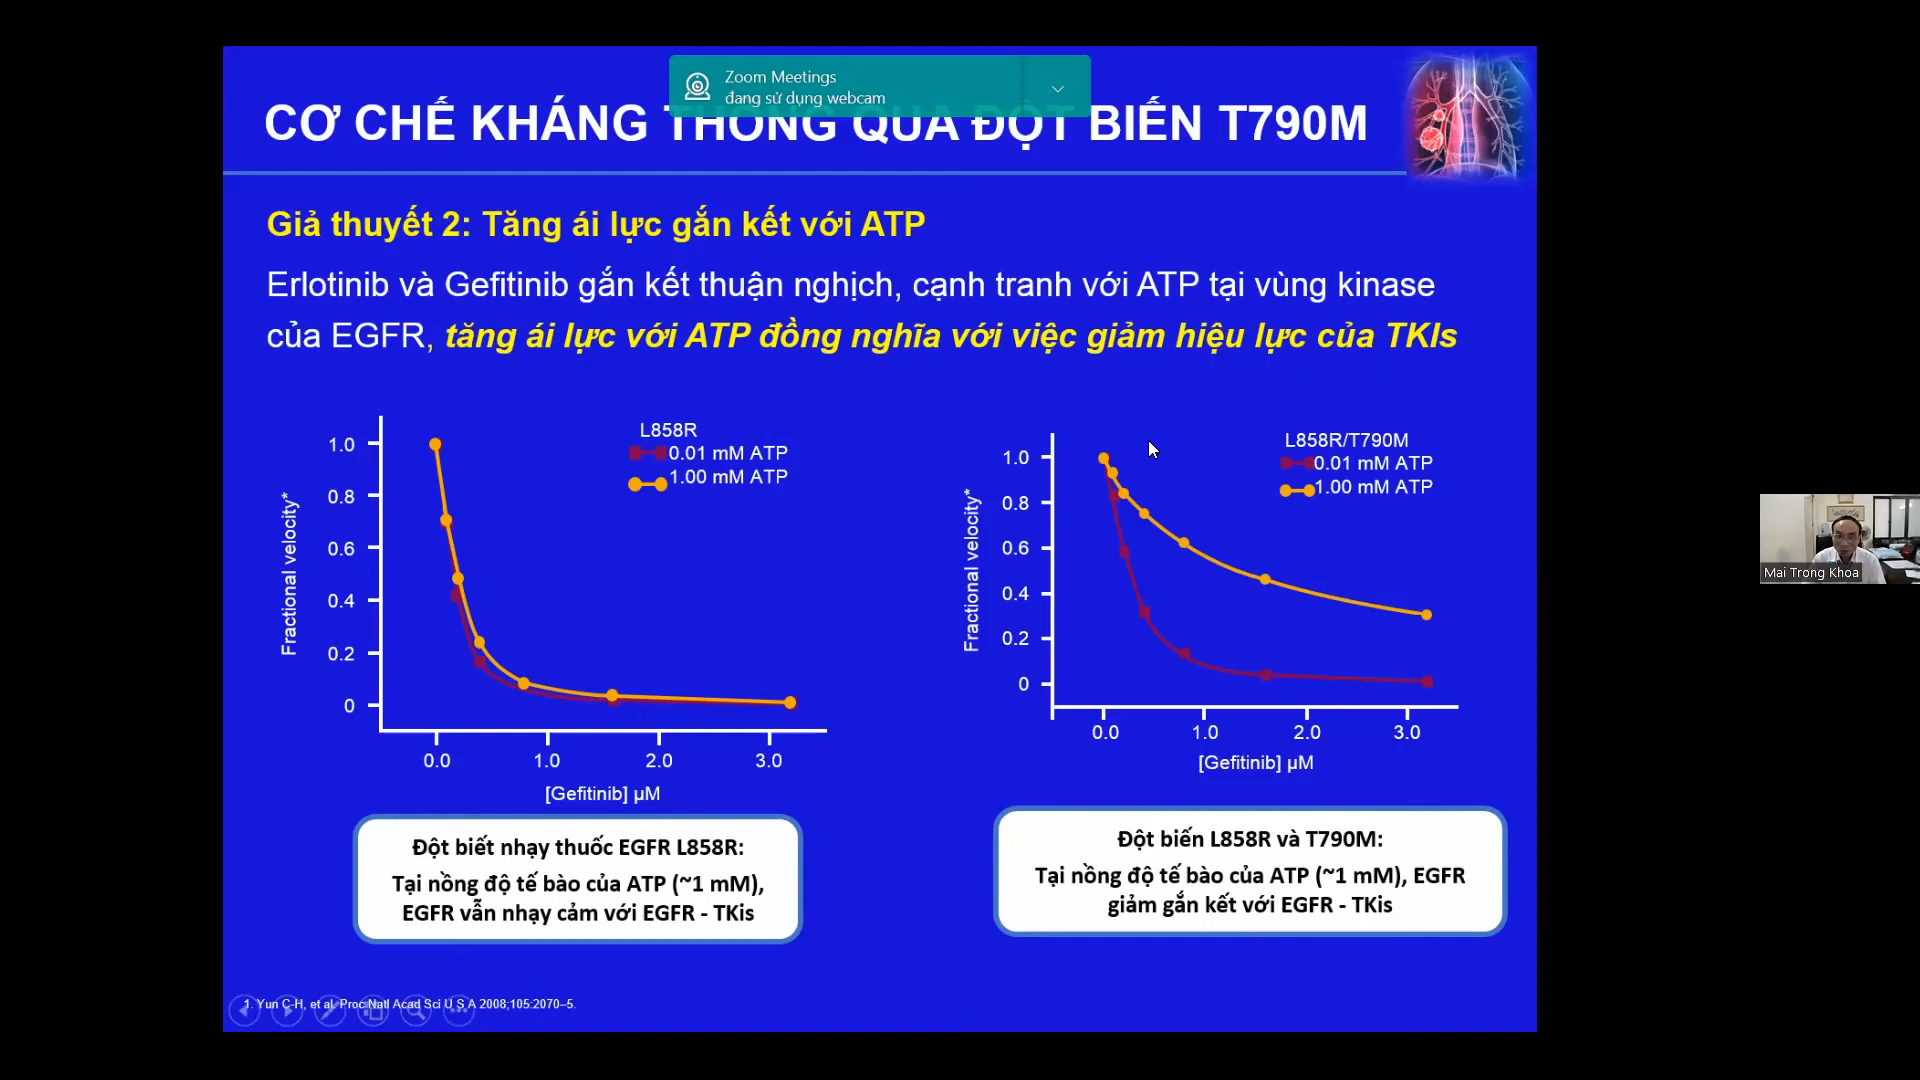 Zoom Meetings
đang sử dụng webcam
CƠ CHẾ KHÁNG THÔNG QUA ĐỘT BIẾN T790M
Giả thuyết 2: Tăng ái lực gắn kết với ATP
Erlotinib và Gefitinib gắn kết thuận nghịch, cạnh tranh với ATP tại vùng kinase
của EGFR, tăng ái lực với ATP đồng nghĩa với việc giảm hiệu lực của TKIs
L858R
0.01 mM ATP
1.00 mM ATP
Fractional velocity*
1.0
0.8
0.6
0.4
0.2
0
0.0 1.0 2.0 3.0
[Gefitinib] µM
L858R/T790M
0.01 mM ATP
1.00 mM ATP
Fractional velocity*
1.0
0.8
0.6
0.4
0.2
0
0.0 1.0 2.0 3.0
[Gefitinib] µM
Đột biết nhạy thuốc EGFR L858R:
Tại nồng độ tế bào của ATP (~1 mM),
EGFR vẫn nhạy cảm với EGFR - TKis
Đột biến L858R và T790M:
Tại nồng độ tế bào của ATP (~1 mM), EGFR
giảm gắn kết với EGFR - TKis
Mai Trong Khoa
1. Yun C-H, et al. Proc Natl Acad Sci U S A 2008;105:2070–5.